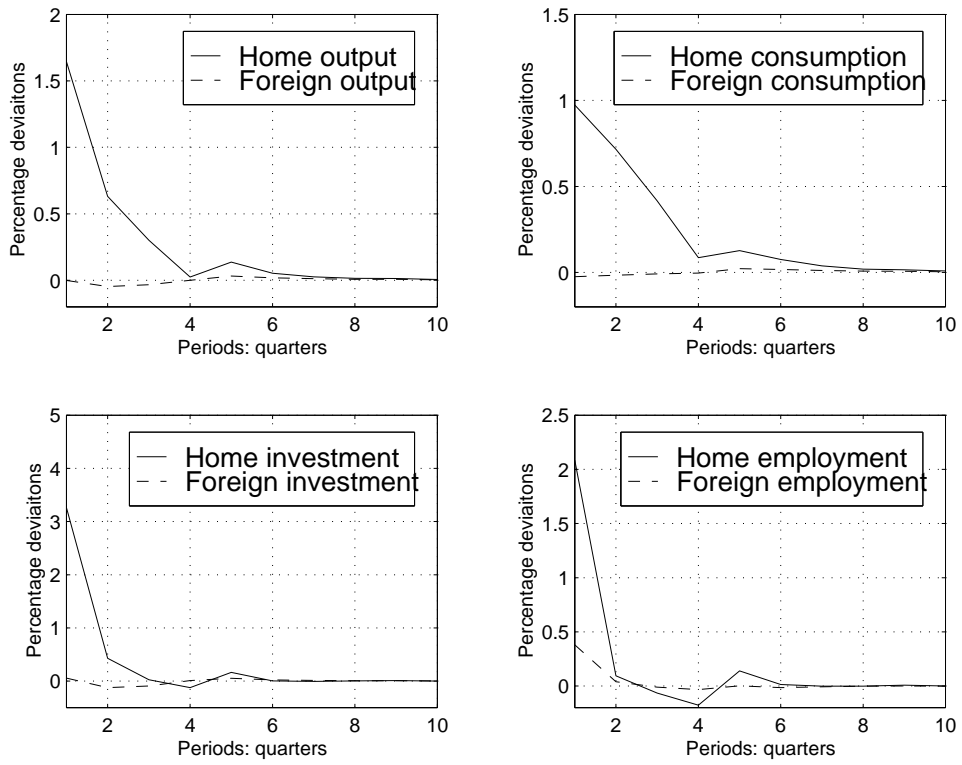 2
1.5
1
0.5
0
Percentage deviaitons
Home output
Foreign output
2 4 6 8 10
Periods: quarters
1.5
1
0.5
0
Percentage deviaitons
Home consumption
Foreign consumption
2 4 6 8 10
Periods: quarters
5
4
3
2
1
0
Percentage deviaitons
Home investment
Foreign investment
2 4 6 8 10
Periods: quarters
2.5
2
1.5
1
0.5
0
Percentage deviaitons
Home employment
Foreign employment
2 4 6 8 10
Periods: quarters